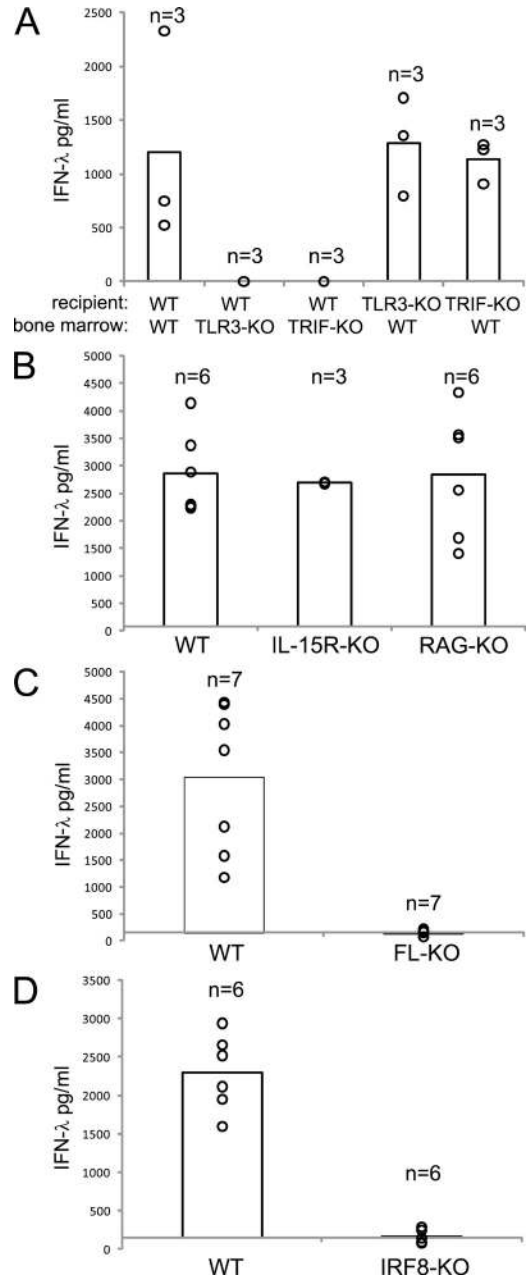 A
n=3
2500
2000
1500
1000
500
0
IFN-λ pg/ml
n=3
n=3
n=3
n=3
recipient: WT WT WT TLR3-KO TRIF-KO
bone marrow: WT TLR3-KO TRIF-KO WT WT
B
5000
4500
4000
3500
3000
2500
2000
1500
1000
500
0
IFN-λ pg/ml
n=6 n=3 n=6
WT IL-15R-KO RAG-KO
C
5000
4500
4000
3500
3000
2500
2000
1500
1000
500
0
IFN-λ pg/ml
n=7
n=7
WT FL-KO
D
3500
3000
2500
2000
1500
1000
500
0
IFN-λ pg/ml
n=6
n=6
WT IRF8-KO